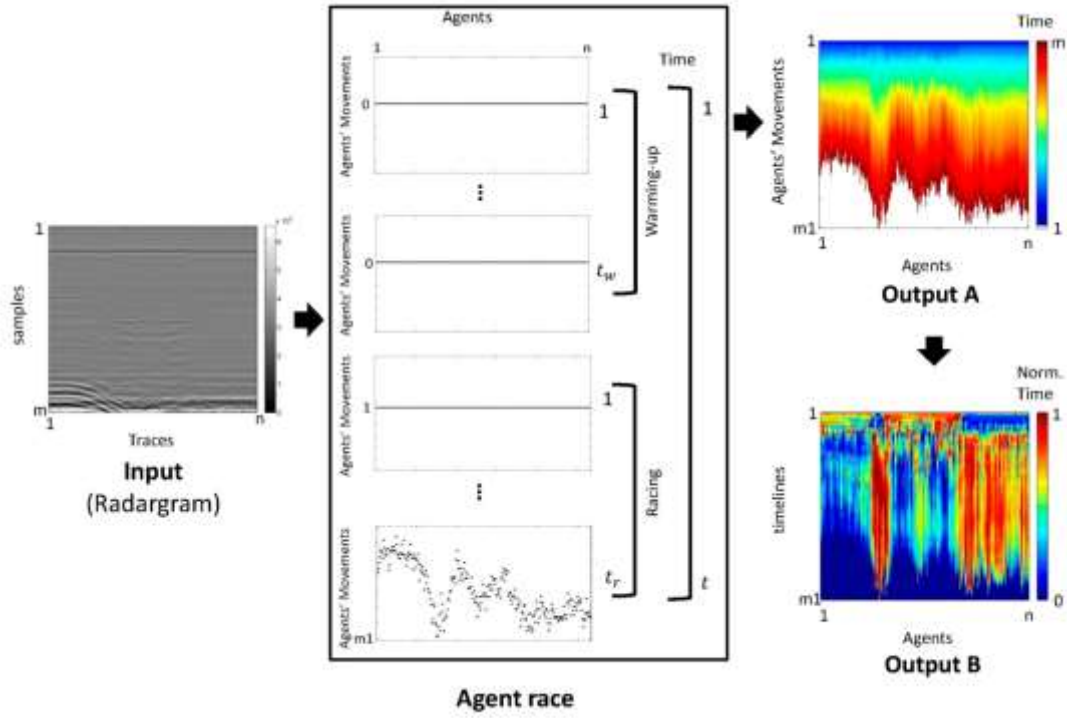 1
samples
m
1
n
Traces
Input
(Radargram)
Agents
1
n
Time
Agents' Movements
0
1
Warming-up
1
Agents' Movements
0
t_w
Agents' Movements
1
1
Racing
Agents' Movements
m1
t_r
t
Agent race
Time
1
m
Agents' Movements
m1
1
1
n
Agents
Output A
Norm.
Time
1
1
timelines
m1
0
1
n
Agents
Output B